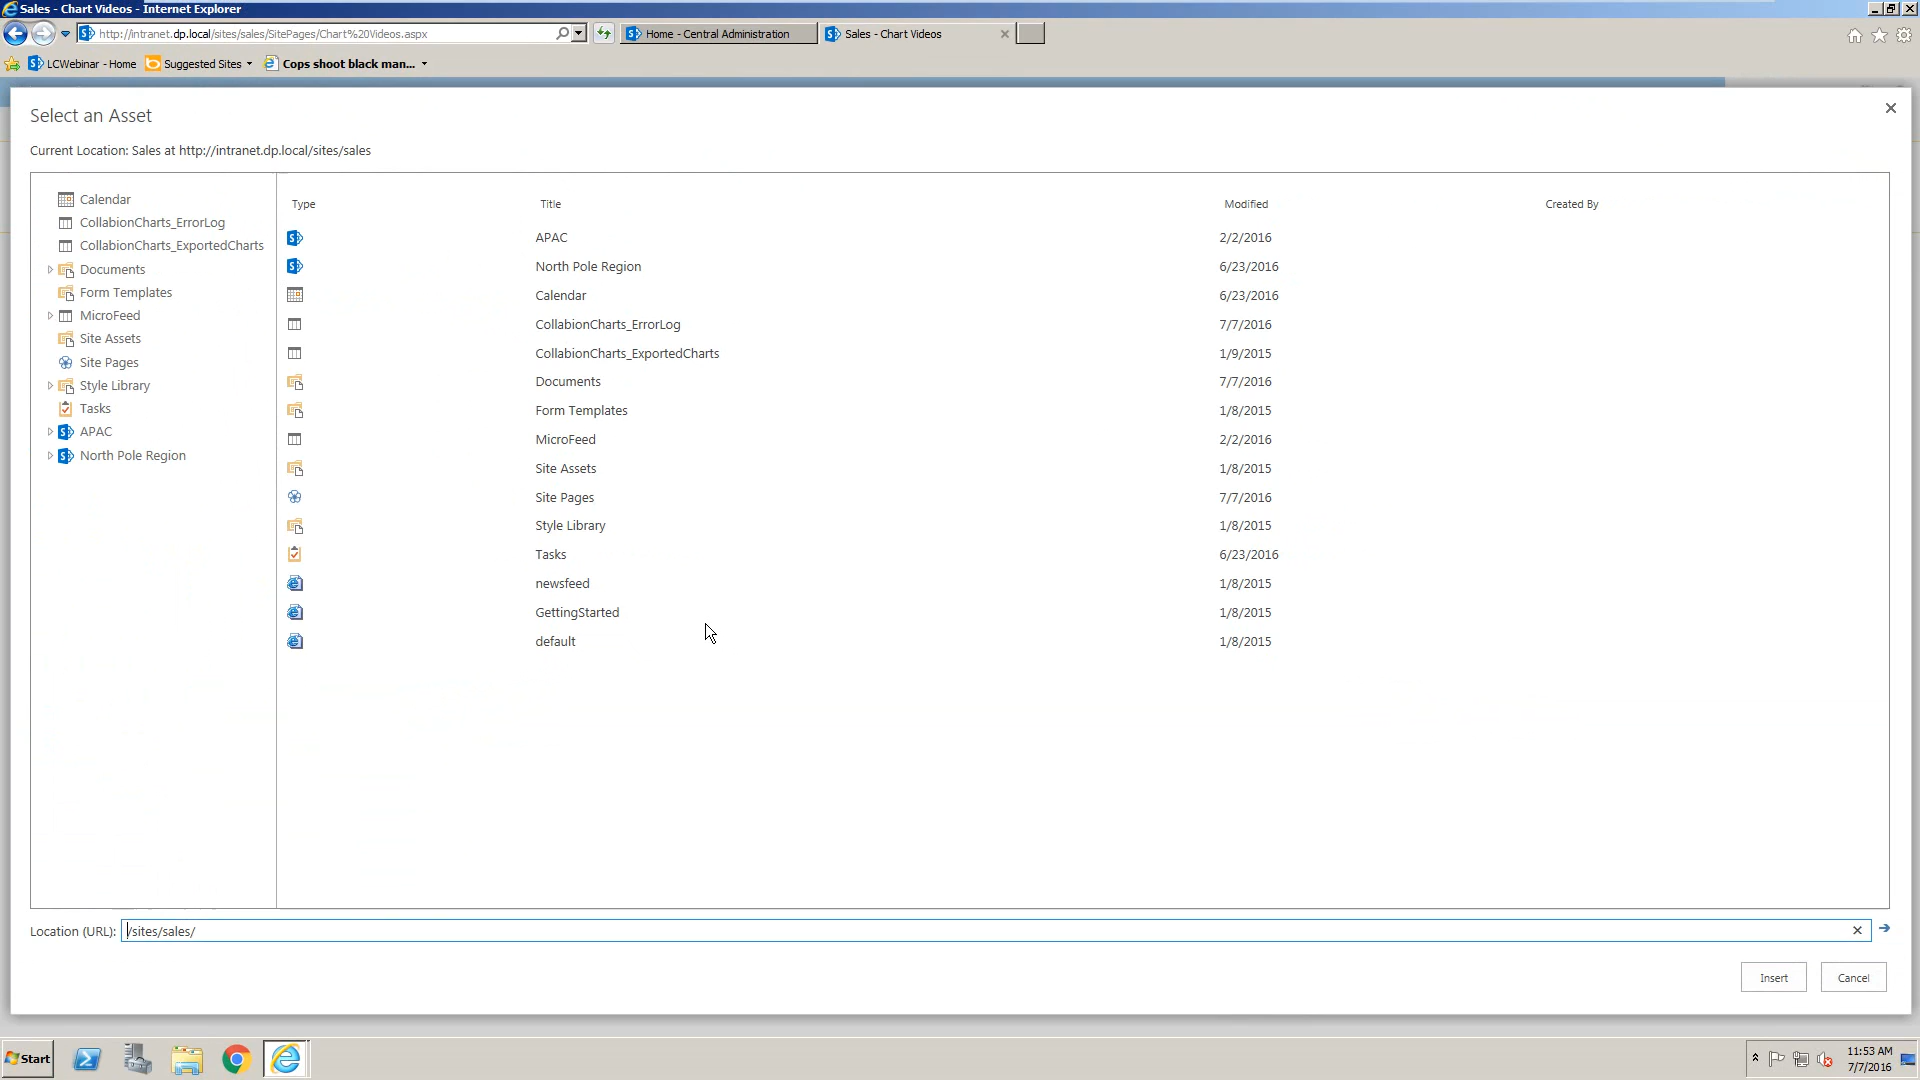 Sales - Chart Videos - Internet Explorer
http://intranet.dp.local/sites/sales/SitePages/Chart%20Videos.aspx
Home - Central Administration
Sales - Chart Videos
LCWebinar - Home
Suggested Sites
Cops shoot black man...
Select an Asset
Current Location: Sales at http://intranet.dp.local/sites/sales
Calendar
CollabionCharts_ErrorLog
CollabionCharts_ExportedCharts
Documents
Form Templates
MicroFeed
Site Assets
Site Pages
Style Library
Tasks
APAC
North Pole Region
Type Title Modified Created By
APAC 2/2/2016
North Pole Region 6/23/2016
Calendar 6/23/2016
CollabionCharts_ErrorLog 7/7/2016
CollabionCharts_ExportedCharts 1/9/2015
Documents 7/7/2016
Form Templates 1/8/2015
MicroFeed 2/2/2016
Site Assets 1/8/2015
Site Pages 7/7/2016
Style Library 1/8/2015
Tasks 6/23/2016
newsfeed 1/8/2015
GettingStarted 1/8/2015
default 1/8/2015
Location (URL): /sites/sales/
Insert Cancel
Start
11:53 AM
7/7/2016